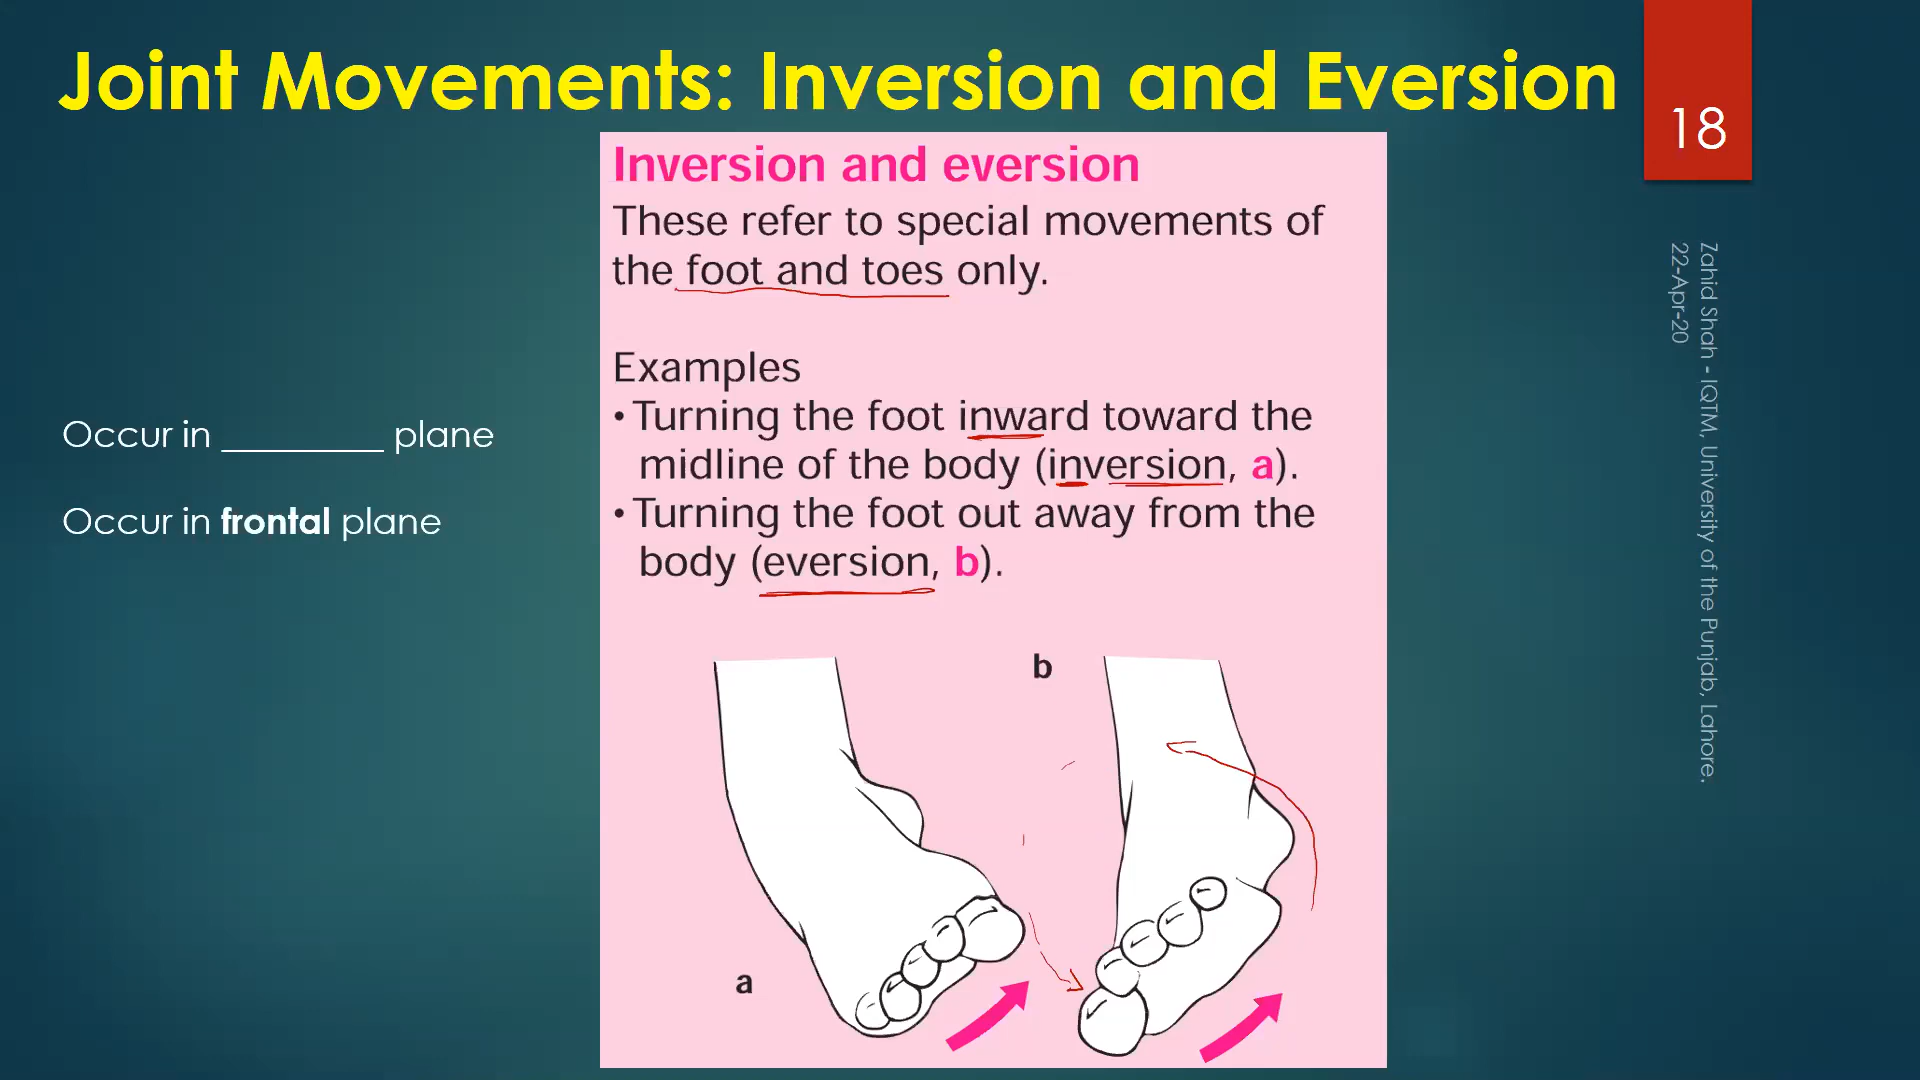 Joint Movements: Inversion and Eversion
18
Inversion and eversion
These refer to special movements of
the foot and toes only.
Examples
• Turning the foot inward toward the
midline of the body (inversion, a).
• Turning the foot out away from the
body (eversion, b).
Occur in _________ plane
Occur in frontal plane
a
b
Zahid Shah - IQTM, University of the Punjab, Lahore.
22-Apr-20